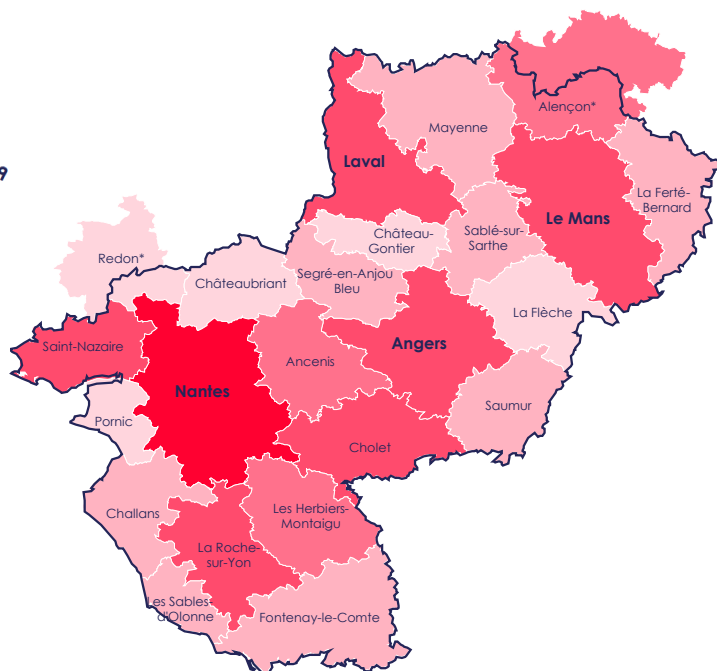 Alençon*
Mayenne
9
Laval
La Ferté-
Bernard
Le Mans
Château-
Gontier
Sablé-sur-
Sarthe
Redon*
Châteaubriant
Segré-en-Anjou
Bleu
La Flèche
Saint-Nazaire
Angers
Ancenis
Nantes
Saumur
Pornic
Cholet
Challans
Les Herbiers-
Montaigu
La Roche-
sur-Yon
Les Sables-
d'Olonne
Fontenay-le-Comte